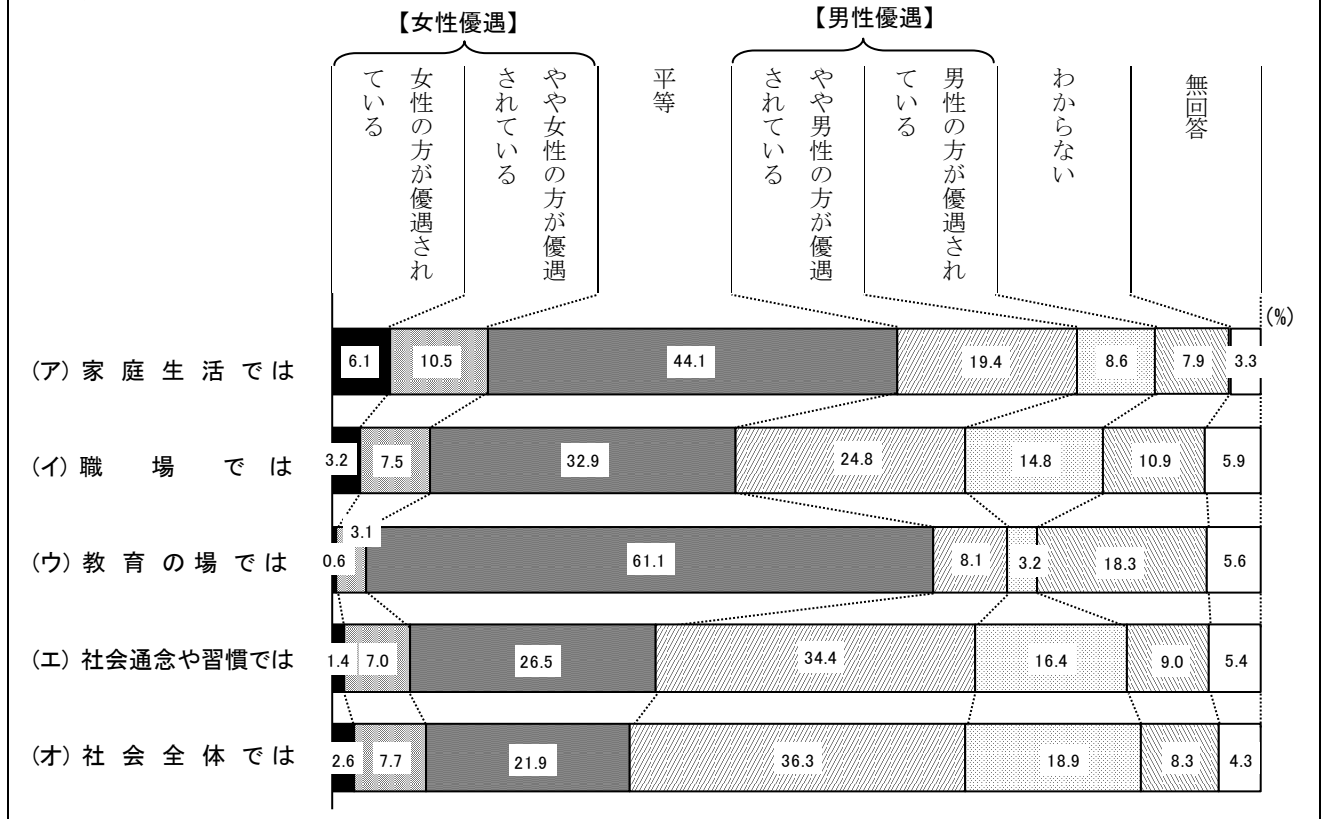 【女性優遇】
【男性優遇】
女性の方が優遇され
ている
やや女性の方が優遇
されている
平等
やや男性の方が優遇
されている
男性の方が優遇され
ている
わからない
無回答
(%)
(ア) 家庭生活では
6.1 10.5 44.1 19.4 8.6 7.9 3.3
(イ) 職場では
3.2 7.5 32.9 24.8 14.8 10.9 5.9
(ウ) 教育の場では
0.6 3.1 61.1 8.1 3.2 18.3 5.6
(エ) 社会通念や習慣では
1.4 7.0 26.5 34.4 16.4 9.0 5.4
(オ) 社会全体では
2.6 7.7 21.9 36.3 18.9 8.3 4.3